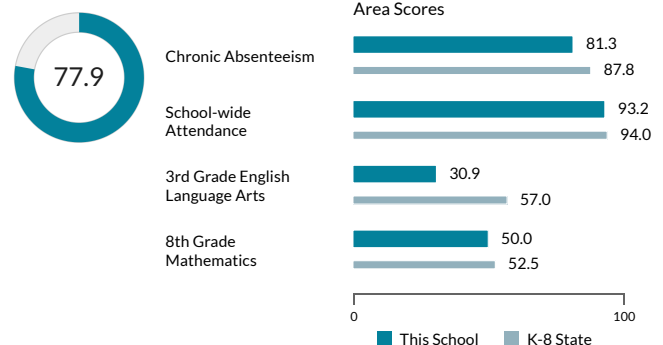 Area Scores
77.9
Chronic Absenteeism
81.3
87.8
School-wide
Attendance
93.2
94.0
3rd Grade English
Language Arts
30.9
57.0
8th Grade
Mathematics
50.0
52.5
0
100
This School
K-8 State